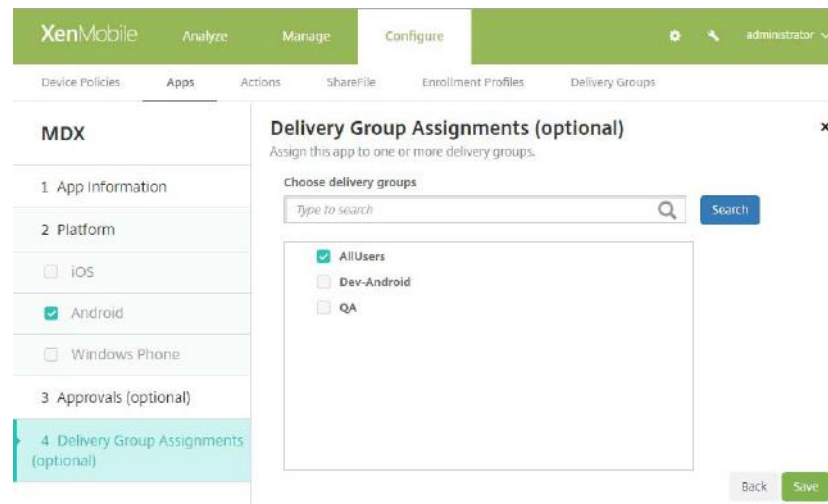 XenMobile Analyze Manage Configure administrator
Device Policies Apps Actions ShareFile Enrollment Profiles Delivery Groups
MDX
1 App Information
2 Platform
iOS
Android
Windows Phone
3 Approvals (optional)
4 Delivery Group Assignments
(optional)
Delivery Group Assignments (optional)
x
Assign this app to one or more delivery groups.
Choose delivery groups
Type to search
Search
AllUsers
Dev-Android
QA
Back Save